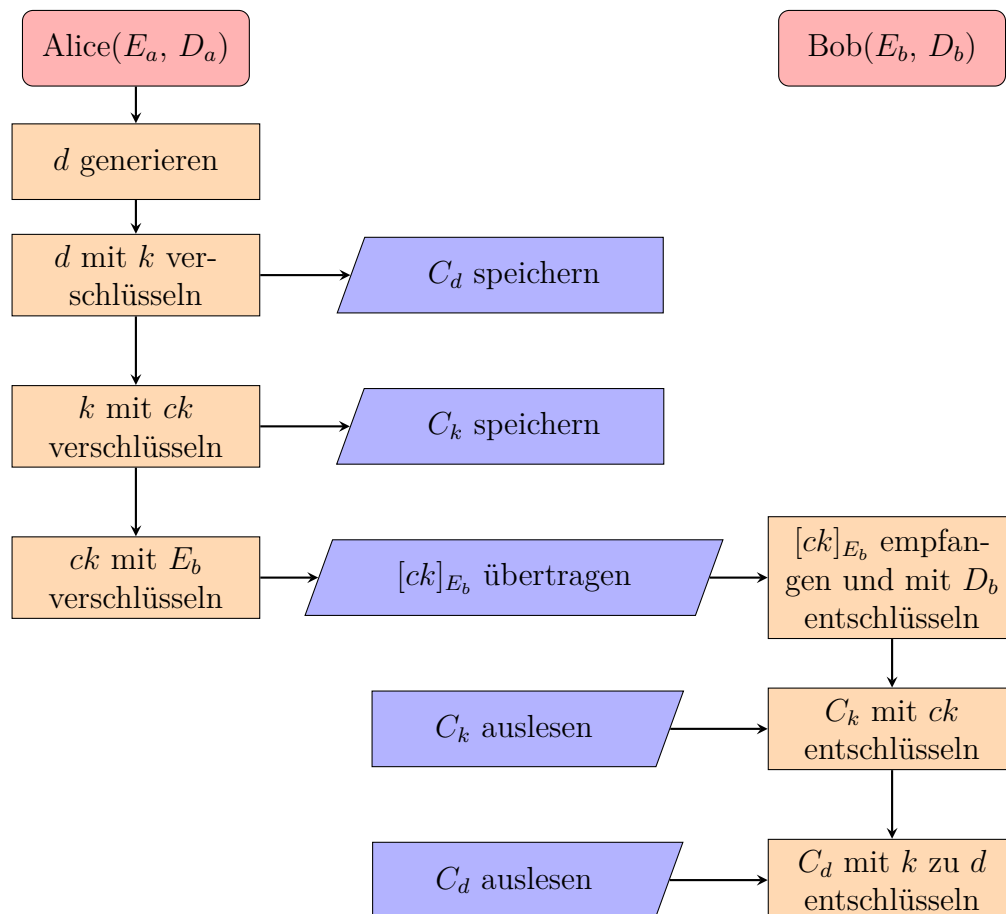 Alice(E_a, D_a)
Bob(E_b, D_b)
d generieren
d mit k ver-
schlüsseln
C_d speichern
k mit ck
verschlüsseln
C_k speichern
ck mit E_b
verschlüsseln
[ck]_{E_b} übertragen
[ck]_{E_b} empfan-
gen und mit D_b
entschlüsseln
C_k auslesen
C_k mit ck
entschlüsseln
C_d auslesen
C_d mit k zu d
entschlüsseln